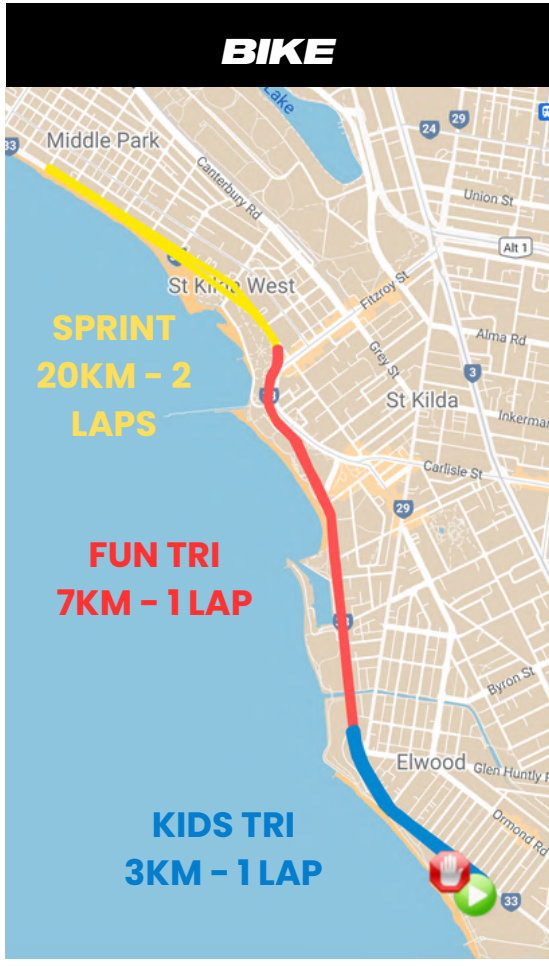 BIKE
Lake
33
Middle Park
29
24
Canterbury Rd
Union St
Alt 1
St Kilda West
Fitzroy St
SPRINT
20KM - 2
LAPS
Alma Rd
Grey St
3
St Kilda
33
Inkerman
Carlisle St
29
FUN TRI
7KM - 1 LAP
33
Byron St
Elwood
Glen Huntly R
KIDS TRI
3KM - 1 LAP
Ormond Rd
33